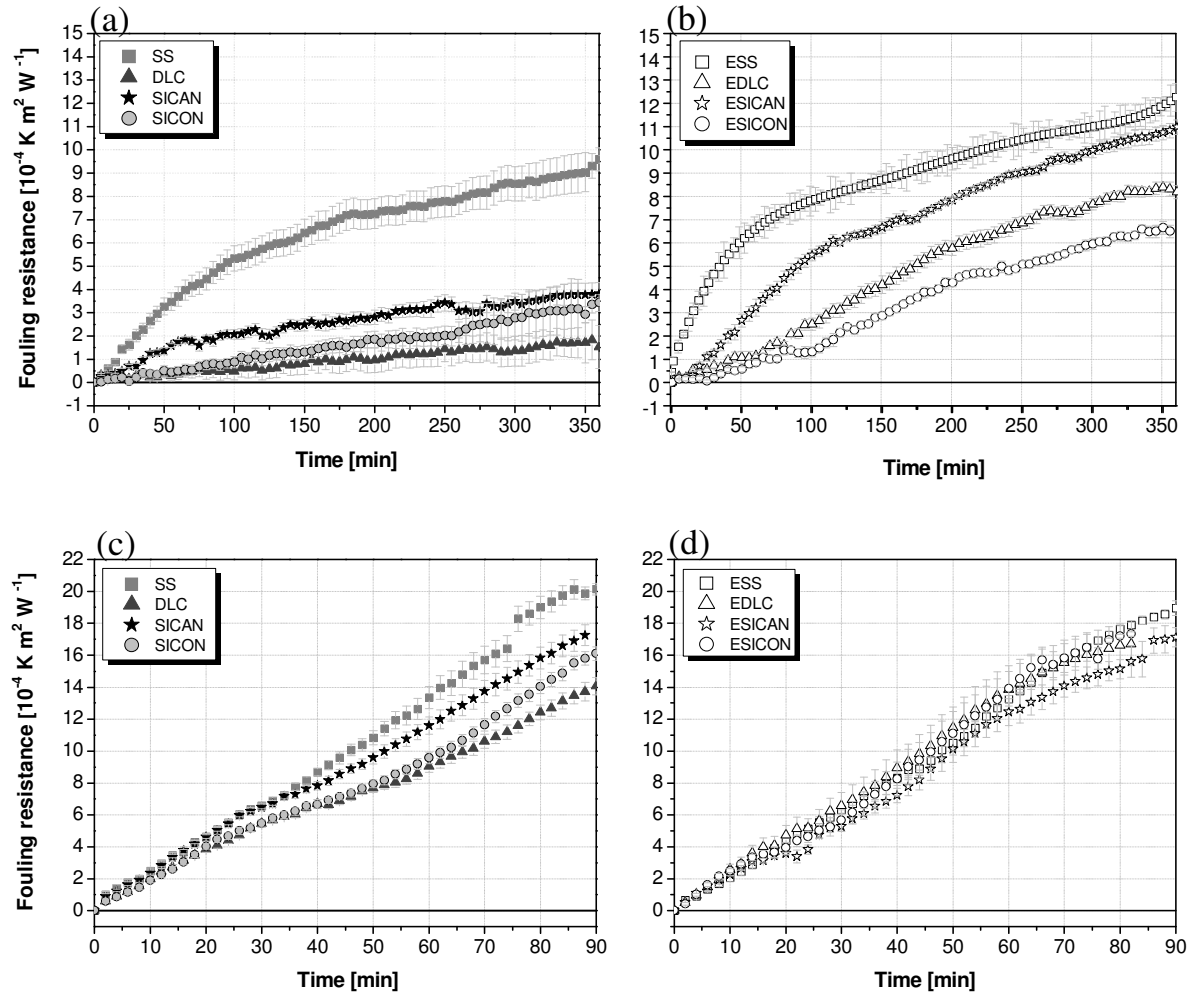 (a)
15
14
13
12
11
10
9
8
7
6
5
4
3
2
1
0
-1
SS
DLC
SICAN
SICON
0 50 100 150 200 250 300 350
Time [min]
Fouling resistance [10⁻⁴ K m² W⁻¹]
(b)
15
14
13
12
11
10
9
8
7
6
5
4
3
2
1
0
-1
ESS
EDLC
ESICAN
ESICON
0 50 100 150 200 250 300 350
Time [min]
(c)
22
20
18
16
14
12
10
8
6
4
2
0
SS
DLC
SICAN
SICON
0 10 20 30 40 50 60 70 80 90
Time [min]
Fouling resistance [10⁻⁴ K m² W⁻¹]
(d)
22
20
18
16
14
12
10
8
6
4
2
0
ESS
EDLC
ESICAN
ESICON
0 10 20 30 40 50 60 70 80 90
Time [min]